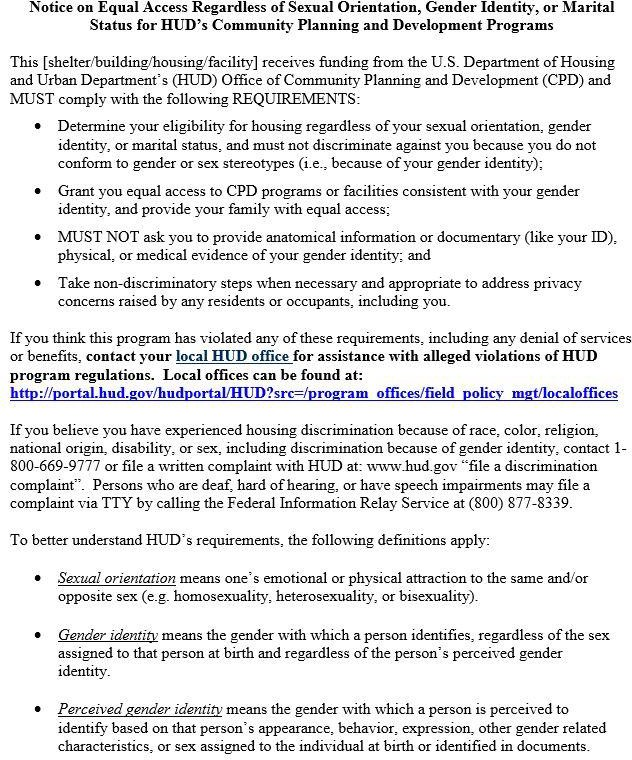 Notice on Equal Access Regardless of Sexual Orientation, Gender Identity, or Marital
Status for HUD's Community Planning and Development Programs
This [shelter/building/housing/facility] receives funding from the U.S. Department of Housing
and Urban Department's (HUD) Office of Community Planning and Development (CPD) and
MUST comply with the following REQUIREMENTS:
• Determine your eligibility for housing regardless of your sexual orientation, gender
identity, or marital status, and must not discriminate against you because you do not
conform to gender or sex stereotypes (i.e., because of your gender identity);
• Grant you equal access to CPD programs or facilities consistent with your gender
identity, and provide your family with equal access;
• MUST NOT ask you to provide anatomical information or documentary (like your ID),
physical, or medical evidence of your gender identity; and
• Take non-discriminatory steps when necessary and appropriate to address privacy
concerns raised by any residents or occupants, including you.
If you think this program has violated any of these requirements, including any denial of services
or benefits, contact your local HUD office for assistance with alleged violations of HUD
program regulations. Local offices can be found at:
http://portal.hud.gov/hudportal/HUD?src=/program_offices/field_policy_mgt/localoffices
If you believe you have experienced housing discrimination because of race, color, religion,
national origin, disability, or sex, including discrimination because of gender identity, contact 1-
800-669-9777 or file a written complaint with HUD at: www.hud.gov “file a discrimination
complaint”. Persons who are deaf, hard of hearing, or have speech impairments may file a
complaint via TTY by calling the Federal Information Relay Service at (800) 877-8339.
To better understand HUD's requirements, the following definitions apply:
• Sexual orientation means one's emotional or physical attraction to the same and/or
opposite sex (e.g. homosexuality, heterosexuality, or bisexuality).
• Gender identity means the gender with which a person identifies, regardless of the sex
assigned to that person at birth and regardless of the person's perceived gender
identity.
• Perceived gender identity means the gender with which a person is perceived to
identify based on that person's appearance, behavior, expression, other gender related
characteristics, or sex assigned to the individual at birth or identified in documents.